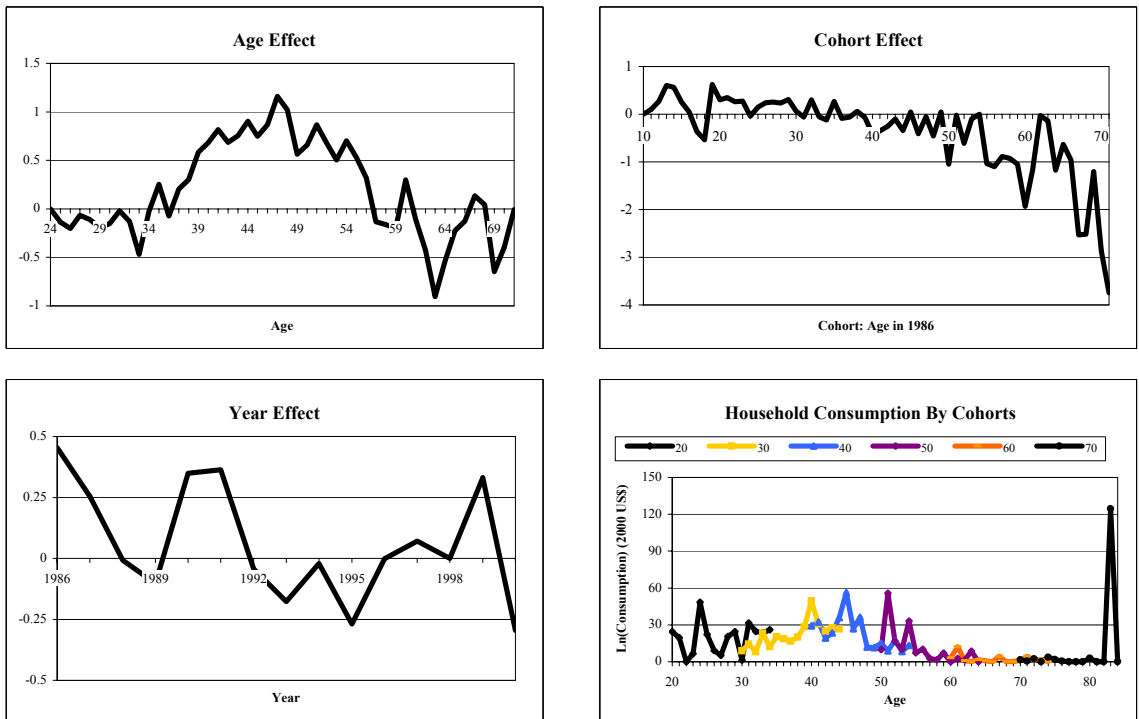 Age Effect
1.5
1
0.5
0
-0.5
-1
24 29 34 39 44 49 54 59 64 69
Age
Cohort Effect
1
0
-1
-2
-3
-4
10 20 30 40 50 60 70
Cohort: Age in 1986
Year Effect
0.5
0.25
0
-0.25
-0.5
1986 1989 1992 1995 1998
Year
Household Consumption By Cohorts
20 30 40 50 60 70
Ln(Consumption) (2000 US$)
150
120
90
60
30
0
20 30 40 50 60 70 80
Age